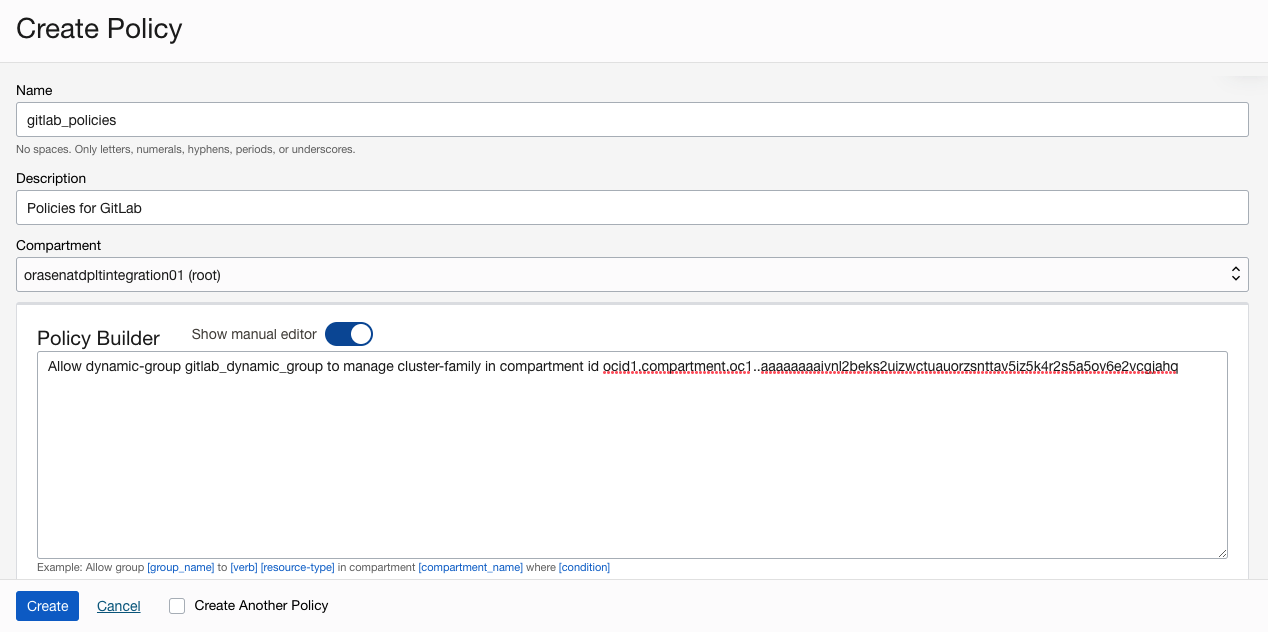 Create Policy
Name
gitlab_policies
No spaces. Only letters, numerals, hyphens, periods, or underscores.
Description
Policies for GitLab
Compartment
orasenatdpltintegration01 (root)
Policy Builder Show manual editor
Allow dynamic-group gitlab_dynamic_group to manage cluster-family in compartment id ocid1.compartment.oc1..aaaaaaaaivnl2beks2uizwctuauorzsnttav5iz5k4r2s5a5ov6e2vcgjahq
Example: Allow group [group_name] to [verb] [resource-type] in compartment [compartment_name] where [condition]
Create Cancel Create Another Policy